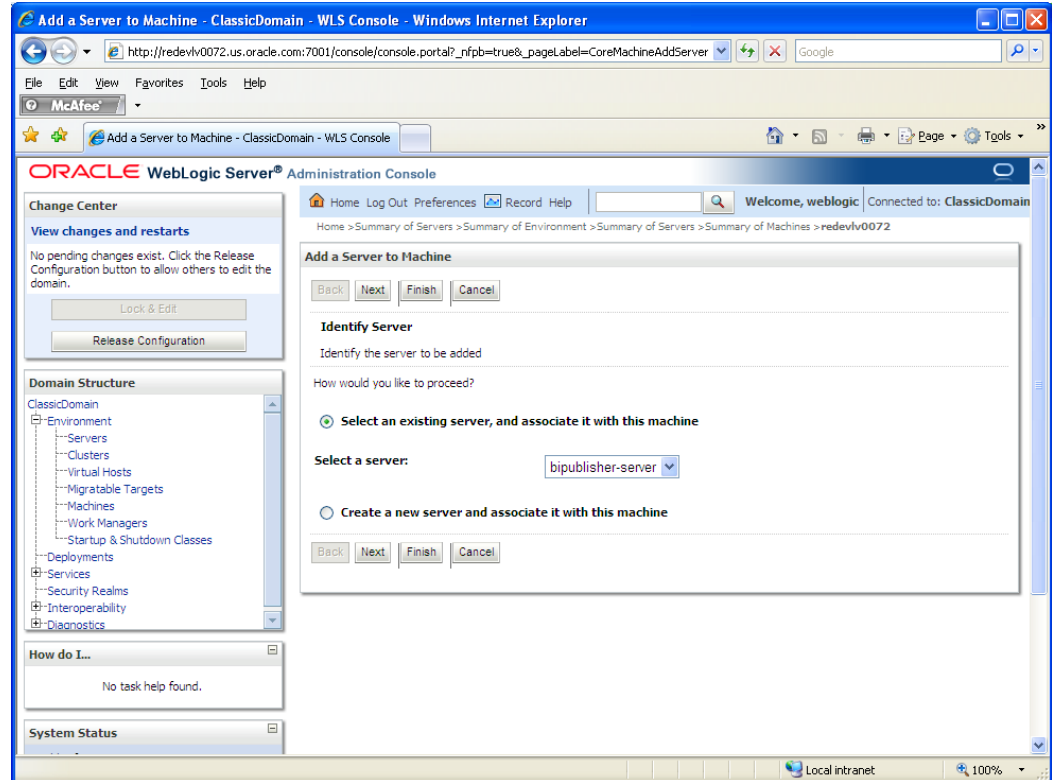 Add a Server to Machine - ClassicDomain - WLS Console - Windows Internet Explorer
http://redevlv0072.us.oracle.com:7001/console/console.portal?_nfpb=true&_pageLabel=CoreMachineAddServer
Google
File Edit View Favorites Tools Help
McAfee
Add a Server to Machine - ClassicDomain - WLS Console
Page Tools »
ORACLE WebLogic Server® Administration Console
Change Center
View changes and restarts
No pending changes exist. Click the Release
Configuration button to allow others to edit the
domain.
Lock & Edit
Release Configuration
Domain Structure
ClassicDomain
Environment
Servers
Clusters
Virtual Hosts
Migratable Targets
Machines
Work Managers
Startup & Shutdown Classes
Deployments
Services
Security Realms
Interoperability
Diagnostics
How do I...
No task help found.
System Status
Home Log Out Preferences Record Help
Welcome, weblogic Connected to: ClassicDomain
Home >Summary of Servers >Summary of Environment >Summary of Servers >Summary of Machines >redevlv0072
Add a Server to Machine
Back Next Finish Cancel
Identify Server
Identify the server to be added
How would you like to proceed?
Select an existing server, and associate it with this machine
Select a server: bipublisher-server
Create a new server and associate it with this machine
Back Next Finish Cancel
Local intranet 100%